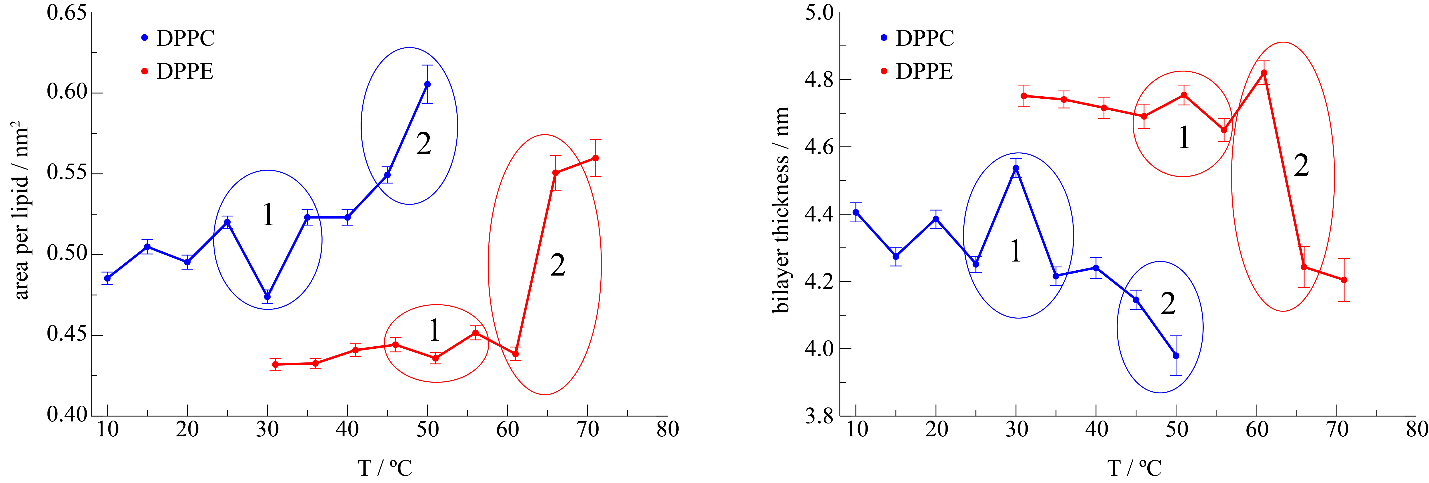 0.65
0.60
0.55
0.50
0.45
0.40
area per lipid / nm²
DPPC
DPPE
1
2
1
2
10 20 30 40 50 60 70 80
T / ºC
5.0
4.8
4.6
4.4
4.2
4.0
3.8
bilayer thickness / nm
DPPC
DPPE
1
2
1
2
10 20 30 40 50 60 70 80
T / ºC